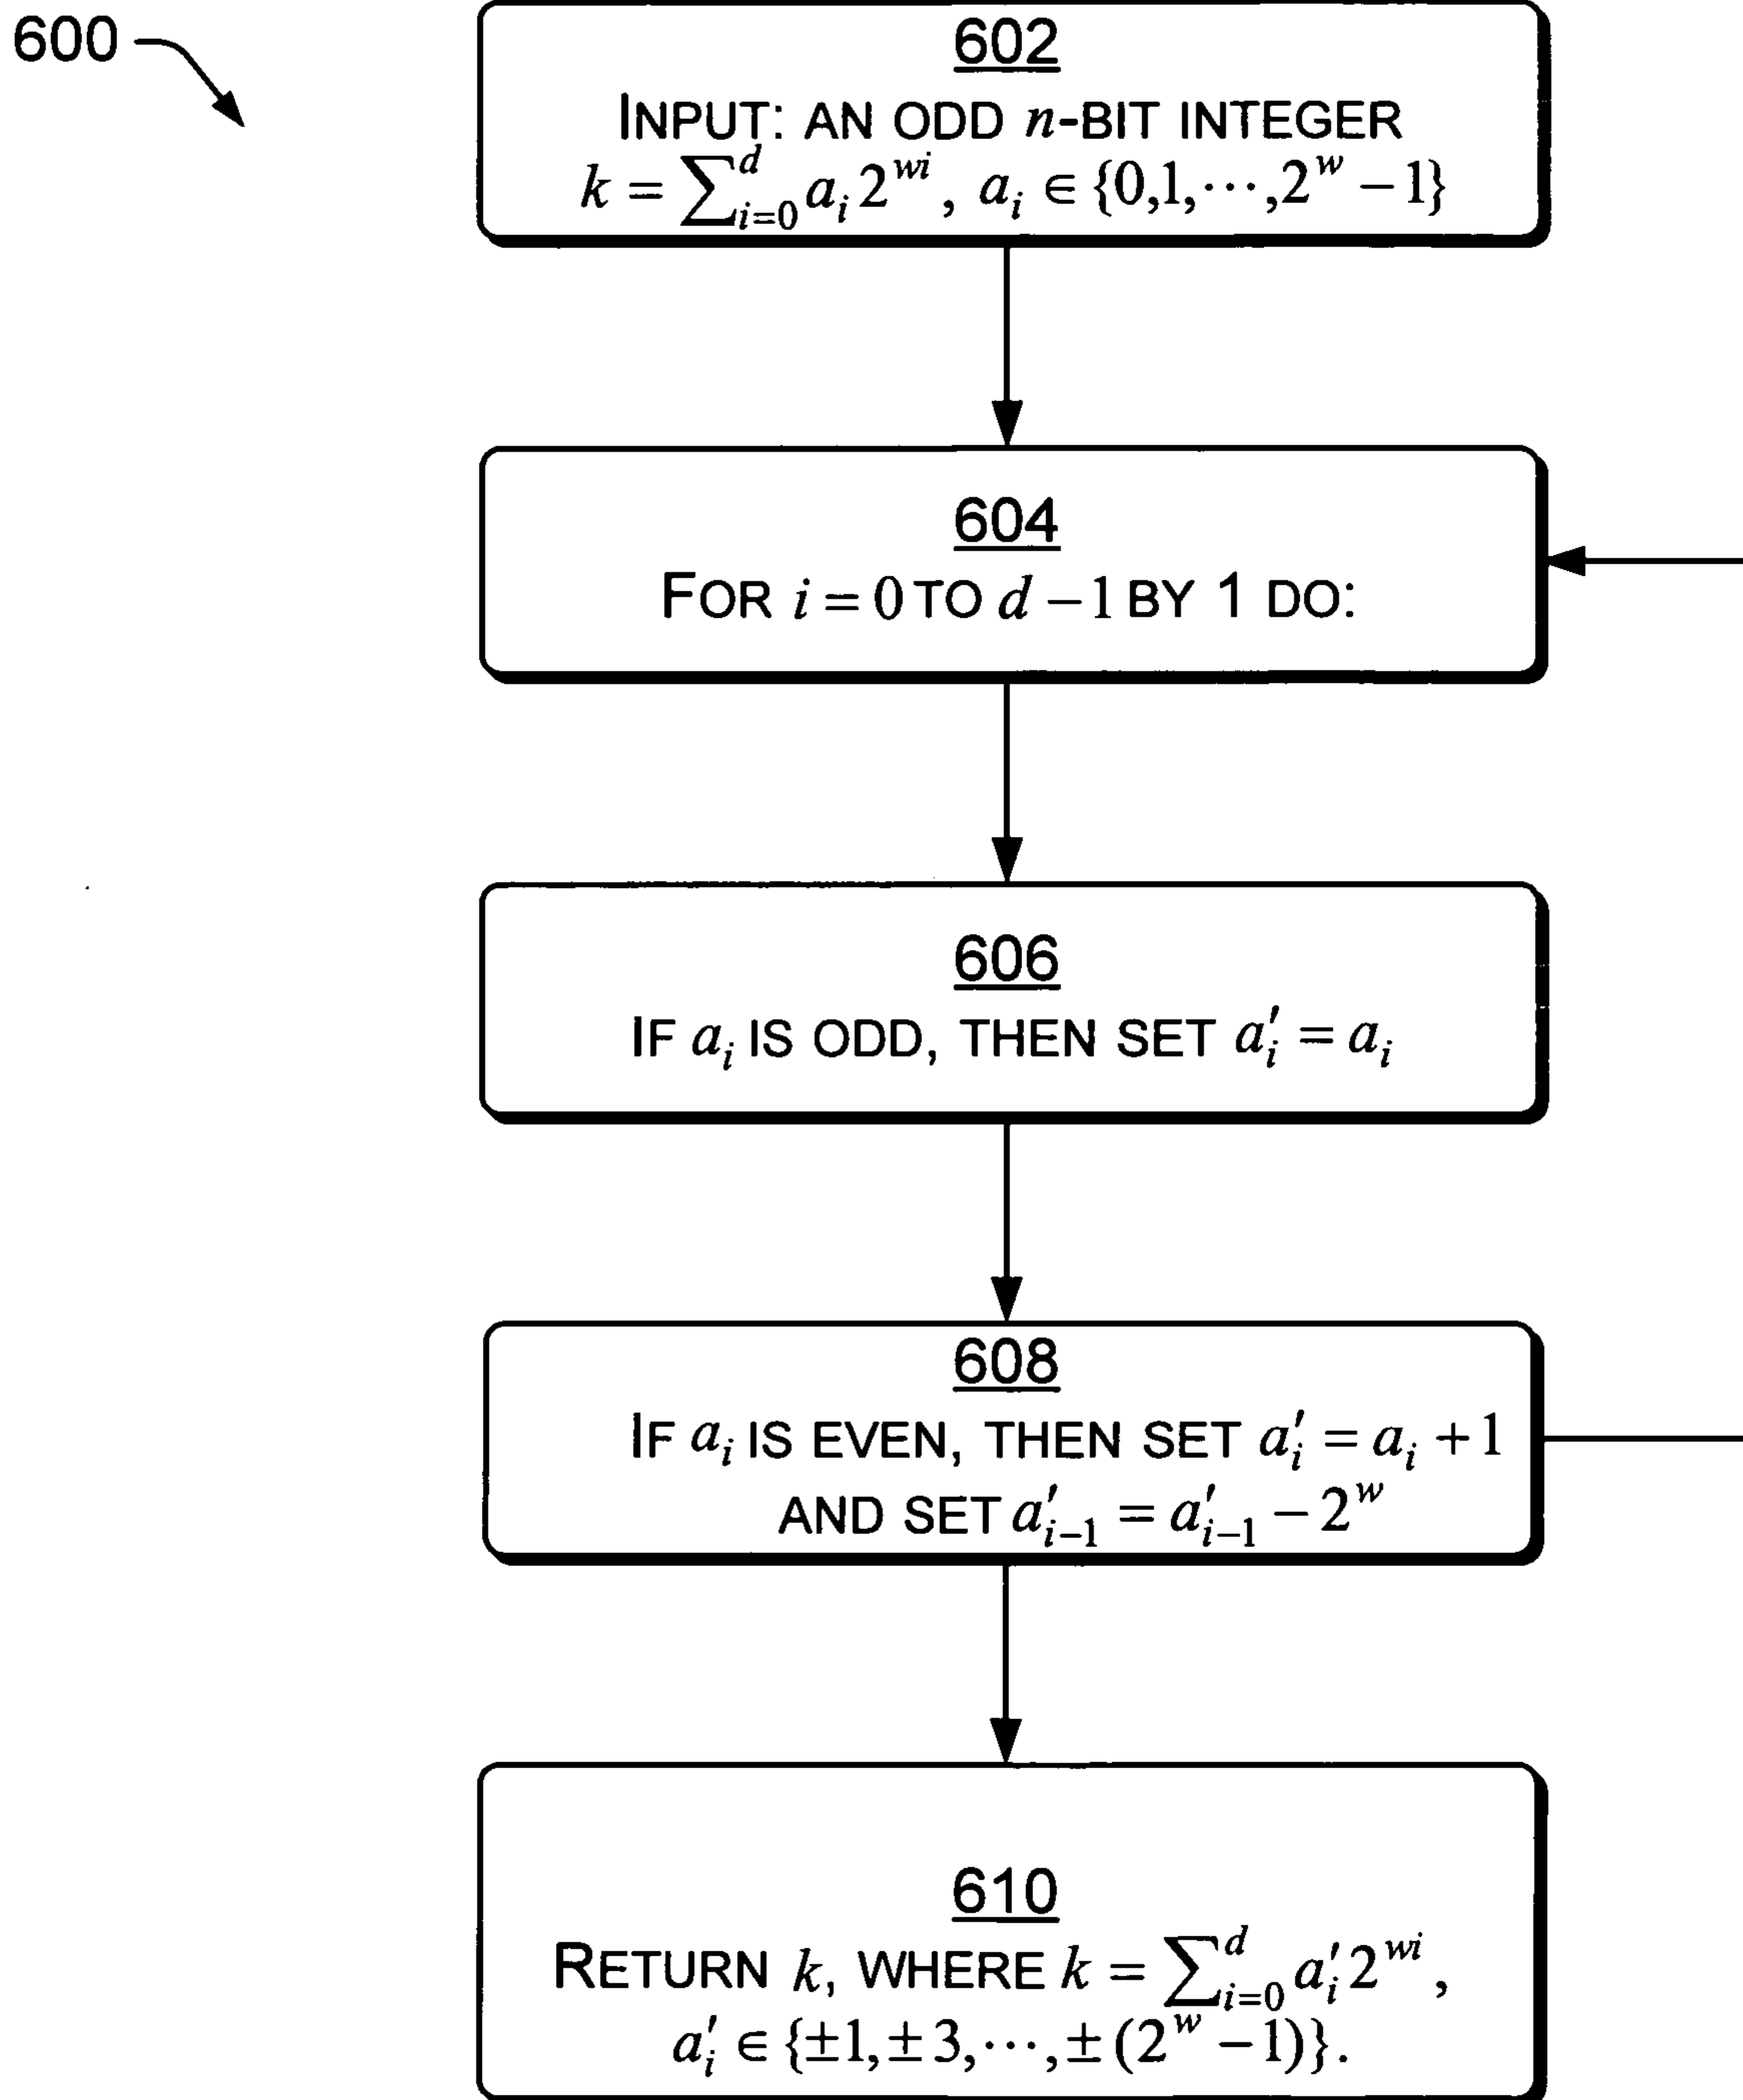 600
602
INPUT: AN ODD n-BIT INTEGER
k = ∑_{i=0}^{d} a_i 2^{wi}, a_i ∈ {0,1,⋯,2^w − 1}
604
FOR i = 0 TO d − 1 BY 1 DO:
606
IF a_i IS ODD, THEN SET a′_i = a_i
608
IF a_i IS EVEN, THEN SET a′_i = a_i + 1
AND SET a′_{i−1} = a′_{i−1} − 2^w
610
RETURN k, WHERE k = ∑_{i=0}^{d} a′_i 2^{wi},
a′_i ∈ {±1, ±3, ⋯, ±(2^w − 1)}.